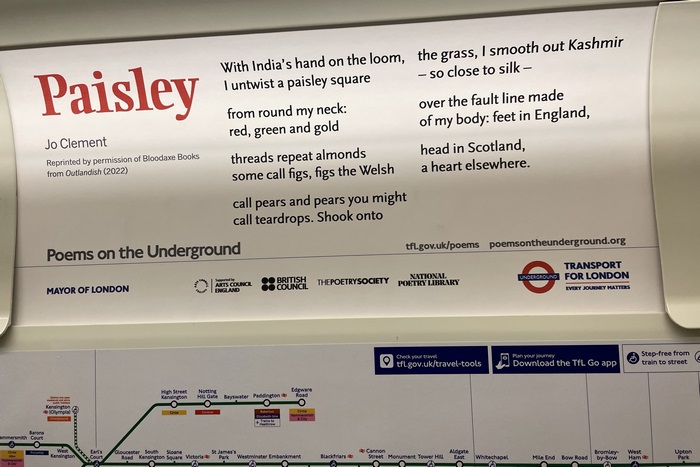 Paisley
Jo Clement
Reprinted by permission of Bloodaxe Books
from Outlandish (2022)
With India's hand on the loom,
I untwist a paisley square
from round my neck:
red, green and gold
threads repeat almonds
some call figs, figs the Welsh
call pears and pears you might
call teardrops. Shook onto
the grass, I smooth out Kashmir
– so close to silk –
over the fault line made
of my body: feet in England,
head in Scotland,
a heart elsewhere.
Poems on the Underground
tfl.gov.uk/poems poemsontheunderground.org
MAYOR OF LONDON
Supported by
ARTS COUNCIL
ENGLAND
BRITISH
COUNCIL
THEPOETRYSOCIETY
NATIONAL
POETRY LIBRARY
UNDERGROUND
TRANSPORT
FOR LONDON
EVERY JOURNEY MATTERS
Check your travel
tfl.gov.uk/travel-tools
Plan your journey
Download the TfL Go app
Step-free from
train to street
High Street
Kensington
Notting
Hill Gate
Bayswater
Paddington
Edgware
Road
Kensington
(Olympia)
Barons
Court
West
Kensington
Earl's
Court
Gloucester
Road
South
Kensington
Sloane
Square
Victoria
St James's
Park
Westminster
Embankment
Blackfriars
Cannon
Street
Monument
Tower Hill
Aldgate
East
Whitechapel
Mile End
Bow Road
Bromley-
by-Bow
West
Ham
Upton
Park